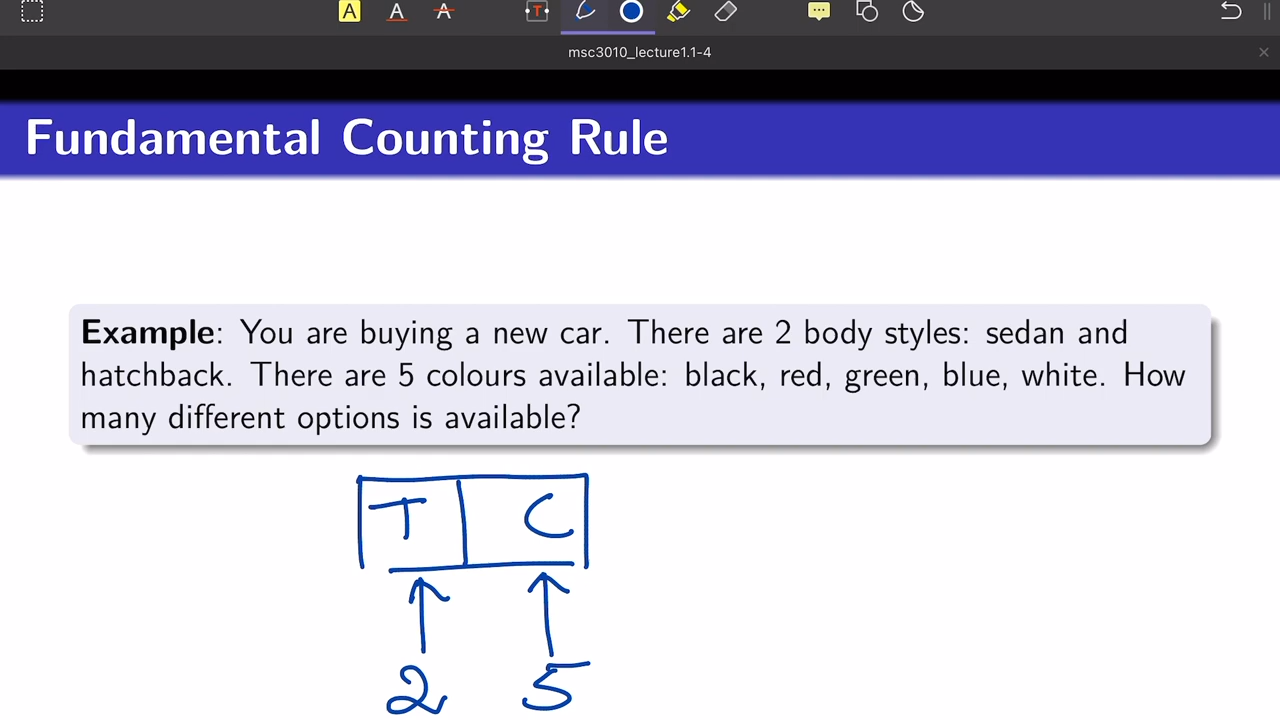 A A A T
msc3010_lecture1.1-4
Fundamental Counting Rule
Example: You are buying a new car. There are 2 body styles: sedan and
hatchback. There are 5 colours available: black, red, green, blue, white. How
many different options is available?
T C
2 5